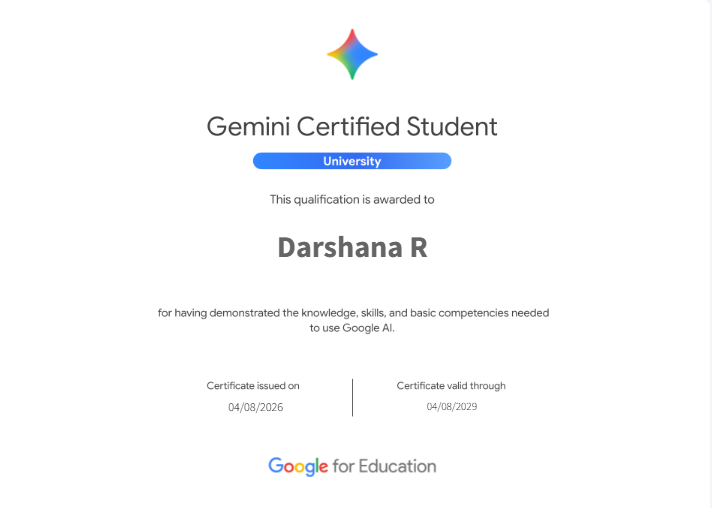 Gemini Certified Student
University
This qualification is awarded to
Darshana R
for having demonstrated the knowledge, skills, and basic competencies needed
to use Google AI.
Certificate issued on
04/08/2026
Certificate valid through
04/08/2029
Google for Education